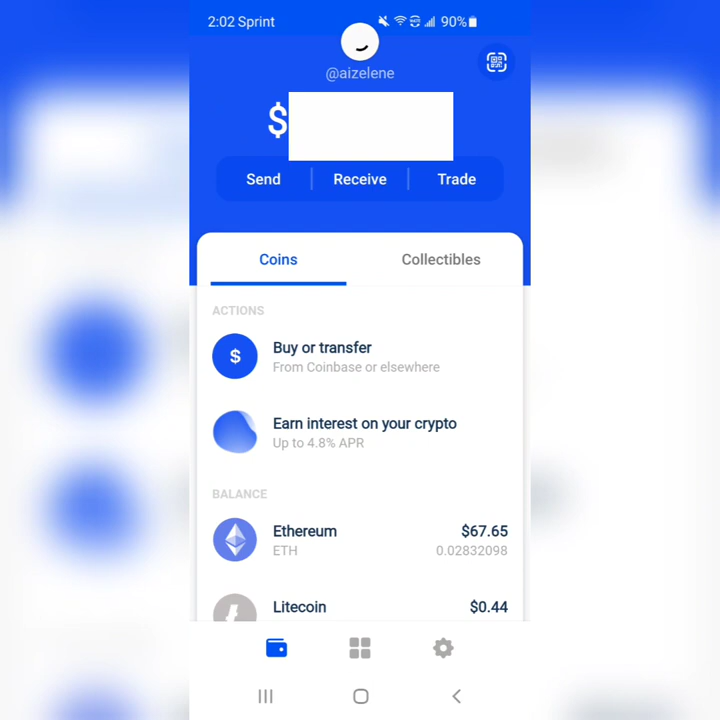 2:02 Sprint 90%
@aizelene
$
Send Receive Trade
Coins Collectibles
ACTIONS
$
Buy or transfer
From Coinbase or elsewhere
Earn interest on your crypto
Up to 4.8% APR
BALANCE
Ethereum $67.65
ETH 0.02832098
Litecoin $0.44